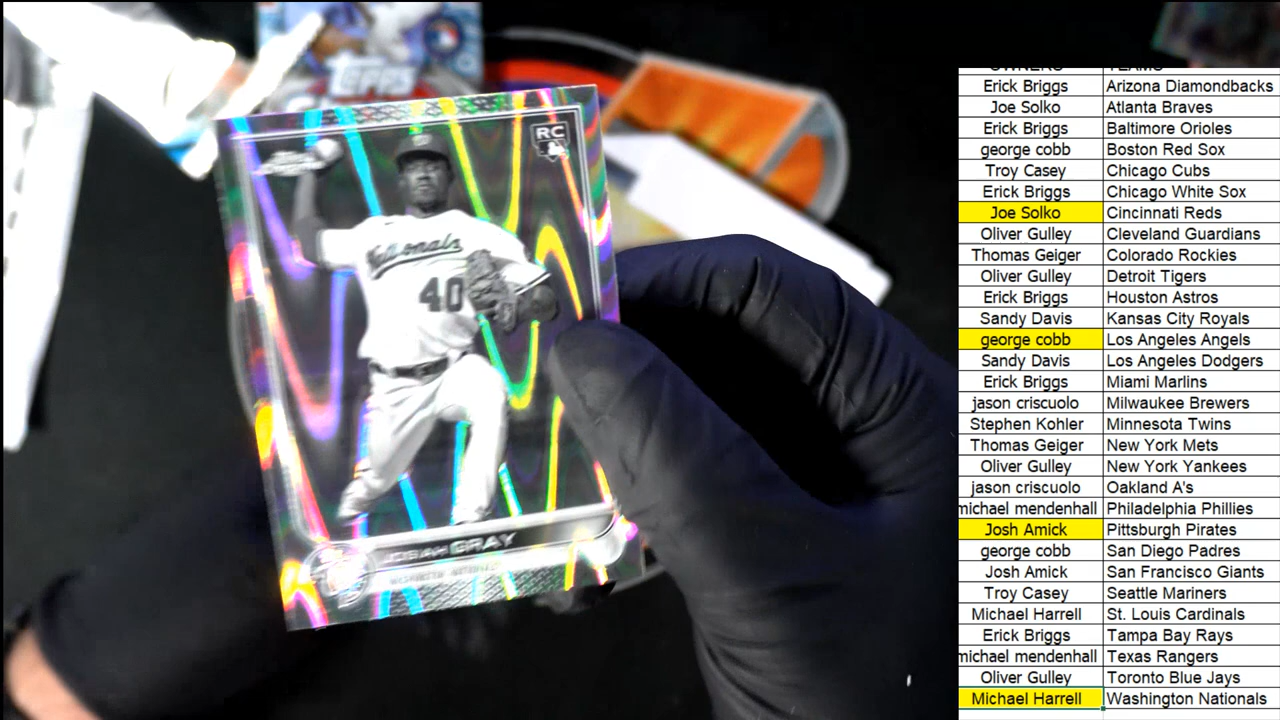 Topps
RC
Nationals
40
JOSIAH GRAY
WASHINGTON NATIONALS
OWNERS TEAMS
Erick Briggs Arizona Diamondbacks
Joe Solko Atlanta Braves
Erick Briggs Baltimore Orioles
george cobb Boston Red Sox
Troy Casey Chicago Cubs
Erick Briggs Chicago White Sox
Joe Solko Cincinnati Reds
Oliver Gulley Cleveland Guardians
Thomas Geiger Colorado Rockies
Oliver Gulley Detroit Tigers
Erick Briggs Houston Astros
Sandy Davis Kansas City Royals
george cobb Los Angeles Angels
Sandy Davis Los Angeles Dodgers
Erick Briggs Miami Marlins
jason criscuolo Milwaukee Brewers
Stephen Kohler Minnesota Twins
Thomas Geiger New York Mets
Oliver Gulley New York Yankees
jason criscuolo Oakland A's
michael mendenhall Philadelphia Phillies
Josh Amick Pittsburgh Pirates
george cobb San Diego Padres
Josh Amick San Francisco Giants
Troy Casey Seattle Mariners
Michael Harrell St. Louis Cardinals
Erick Briggs Tampa Bay Rays
michael mendenhall Texas Rangers
Oliver Gulley Toronto Blue Jays
Michael Harrell Washington Nationals